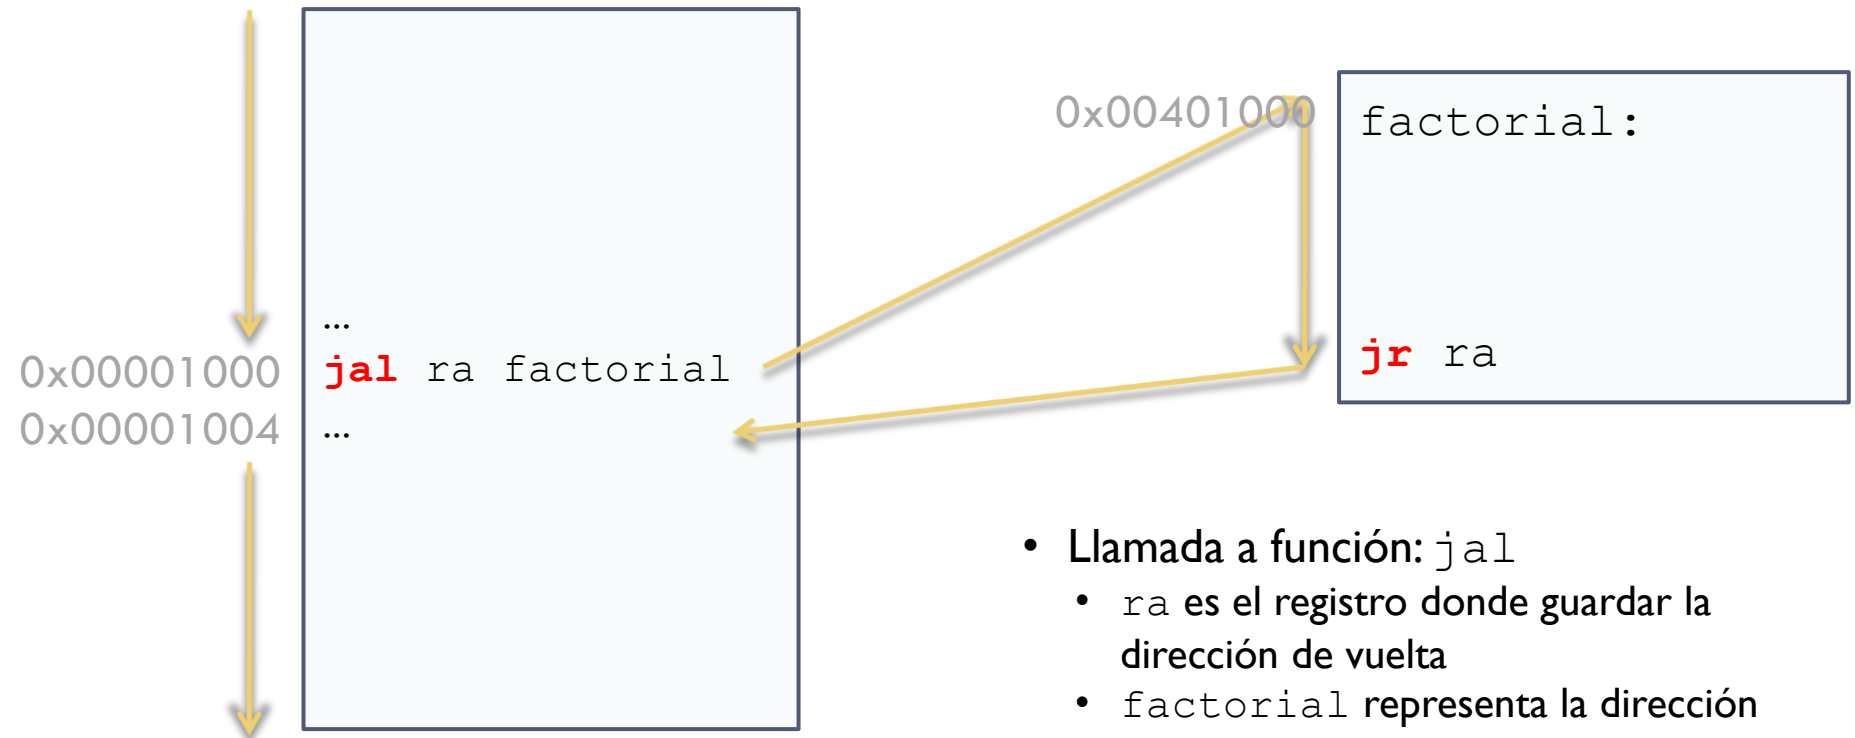 0x00401000
factorial:
...
0x00001000
jal ra factorial
jr ra
0x00001004
...
• Llamada a función: jal
• ra es el registro donde guardar la
dirección de vuelta
• factorial representa la dirección